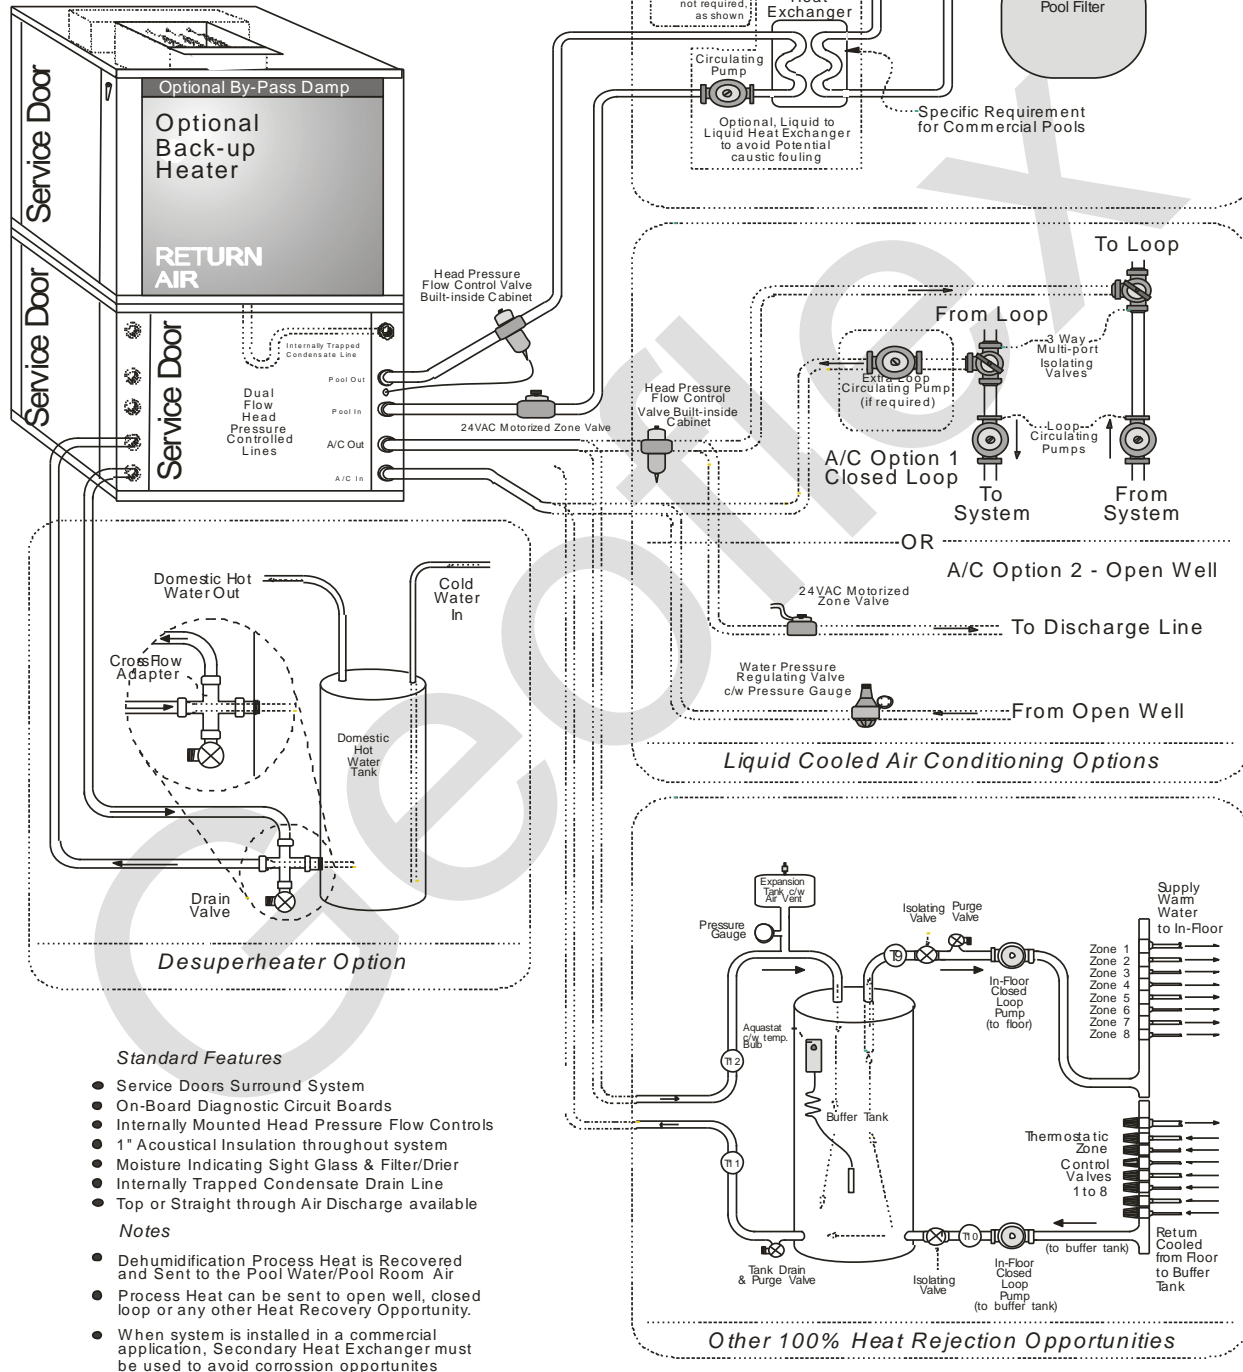 not required,
as shown
Heat
Exchanger
Pool Filter
Circulating
Pump
Specific Requirement
for Commercial Pools
Optional, Liquid to
Liquid Heat Exchanger
to avoid Potential
caustic fouling
Service Door
Optional By-Pass Damp
Optional
Back-up
Heater
RETURN
AIR
Service Door
Service Door
Internally Trapped
Condensate Line
Pool Out
Dual
Flow
Head
Pressure
Controlled
Lines
Pool In
A/C Out
A/C In
Head Pressure
Flow Control Valve
Built-inside Cabinet
24VAC Motorized Zone Valve
Head Pressure
Flow Control
Valve Built-inside
Cabinet
To Loop
From Loop
3 Way
Multi-port
Isolating
Valves
Extra Loop
Circulating Pump
(if required)
Loop
Circulating
Pumps
A/C Option 1
Closed Loop
To
System
From
System
OR
A/C Option 2 - Open Well
24VAC Motorized
Zone Valve
To Discharge Line
Water Pressure
Regulating Valve
c/w Pressure Gauge
From Open Well
Liquid Cooled Air Conditioning Options
Domestic Hot
Water Out
Cold
Water
In
CrossFlow
Adapter
Domestic
Hot
Water
Tank
Drain
Valve
Desuperheater Option
Geoflex
Expansion
Tank c/w
Air Vent
Pressure
Gauge
Isolating
Valve
Purge
Valve
Supply
Warm
Water
to In-Floor
T9
In-Floor
Closed
Loop
Pump
(to floor)
Zone 1
Zone 2
Zone 3
Zone 4
Zone 5
Zone 6
Zone 7
Zone 8
Aquastat
c/w temp.
Bulb
T12
Buffer Tank
T11
Thermostatic
Zone
Control
Valves
1 to 8
T10
(to buffer tank)
Return
Cooled
from Floor
to Buffer
Tank
Tank Drain
& Purge Valve
Isolating
Valve
In-Floor
Closed
Loop
Pump
(to buffer tank)
Other 100% Heat Rejection Opportunities
Standard Features
Service Doors Surround System
On-Board Diagnostic Circuit Boards
Internally Mounted Head Pressure Flow Controls
1" Acoustical Insulation throughout system
Moisture Indicating Sight Glass & Filter/Drier
Internally Trapped Condensate Drain Line
Top or Straight through Air Discharge available
Notes
Dehumidification Process Heat is Recovered
and Sent to the Pool Water/Pool Room Air
Process Heat can be sent to open well, closed
loop or any other Heat Recovery Opportunity.
When system is installed in a commercial
application, Secondary Heat Exchanger must
be used to avoid corrossion opportunites